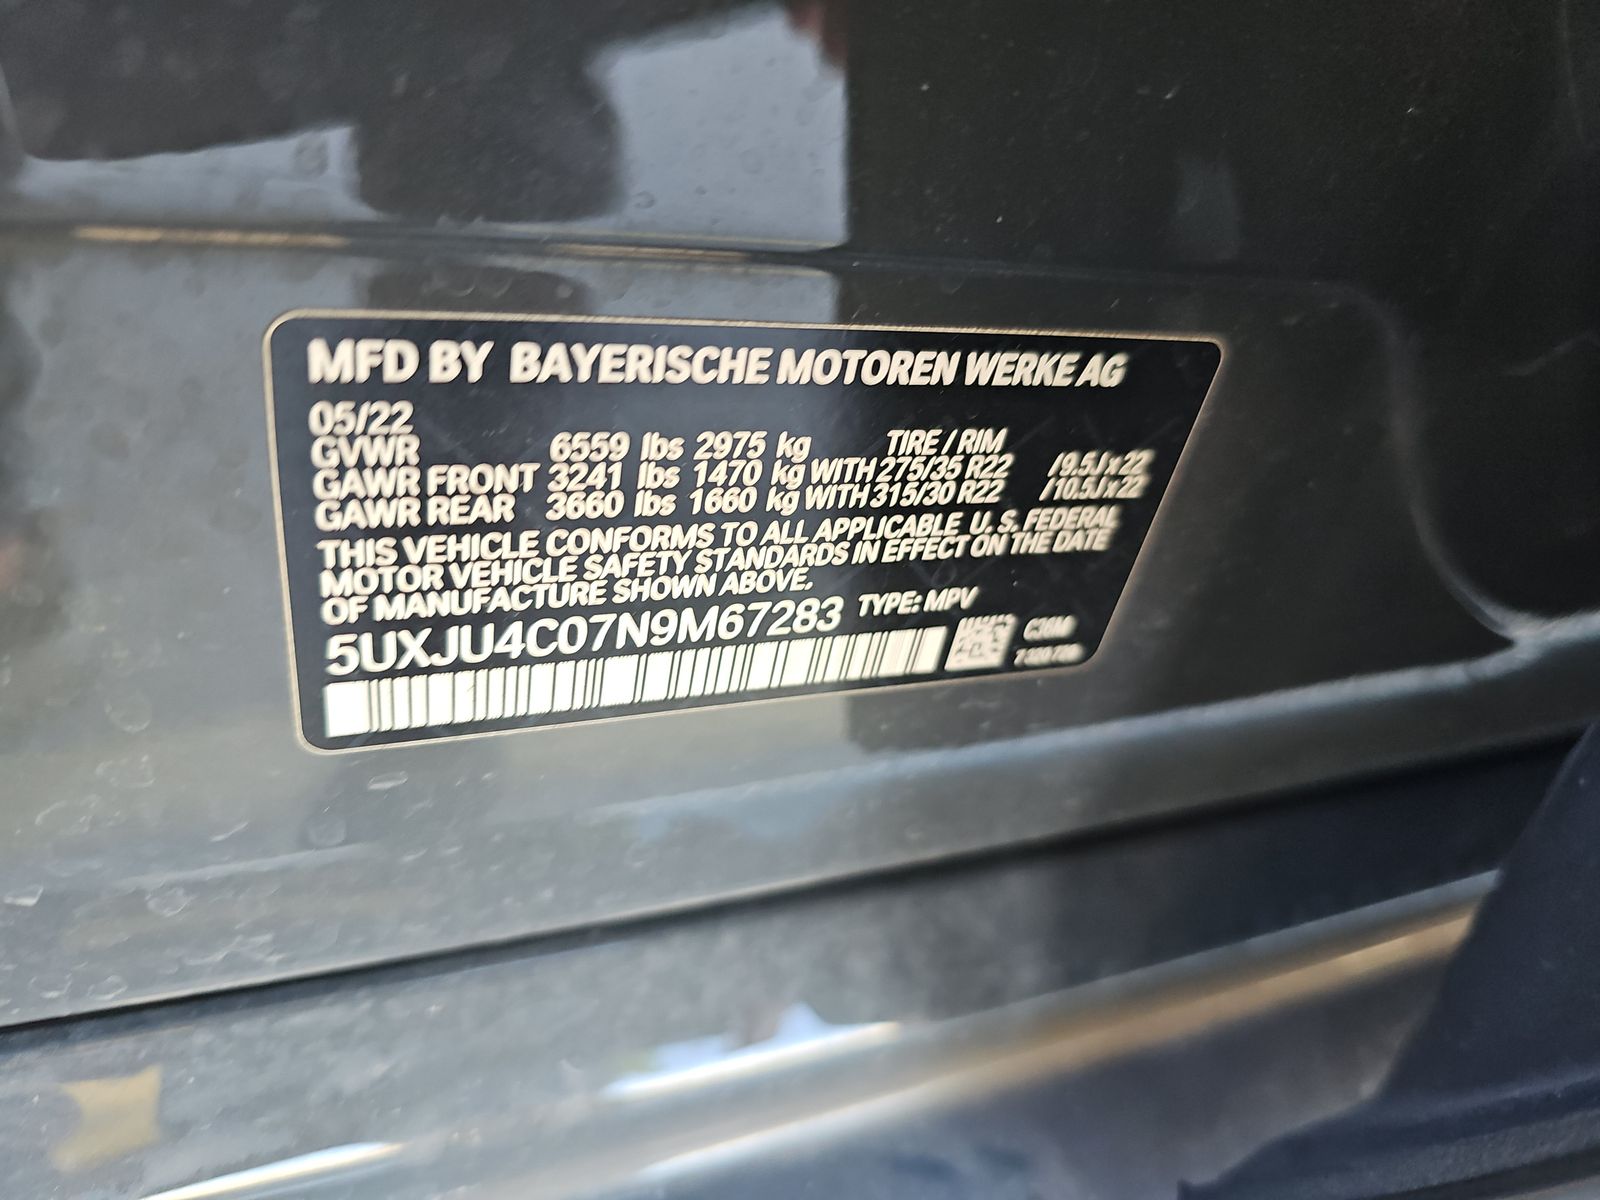 MFD BY BAYERISCHE MOTOREN WERKE AG
05/22
GVWR 6559 lbs 2975 kg TIRE / RIM
GAWR FRONT 3241 lbs 1470 kg WITH 275/35 R22 /9.5Jx22"
GAWR REAR 3660 lbs 1660 kg WITH 315/30 R22 /10.5Jx22"
THIS VEHICLE CONFORMS TO ALL APPLICABLE U. S. FEDERAL
MOTOR VEHICLE SAFETY STANDARDS IN EFFECT ON THE DATE
OF MANUFACTURE SHOWN ABOVE.
5UXJU4C07N9M67283 TYPE: MPV